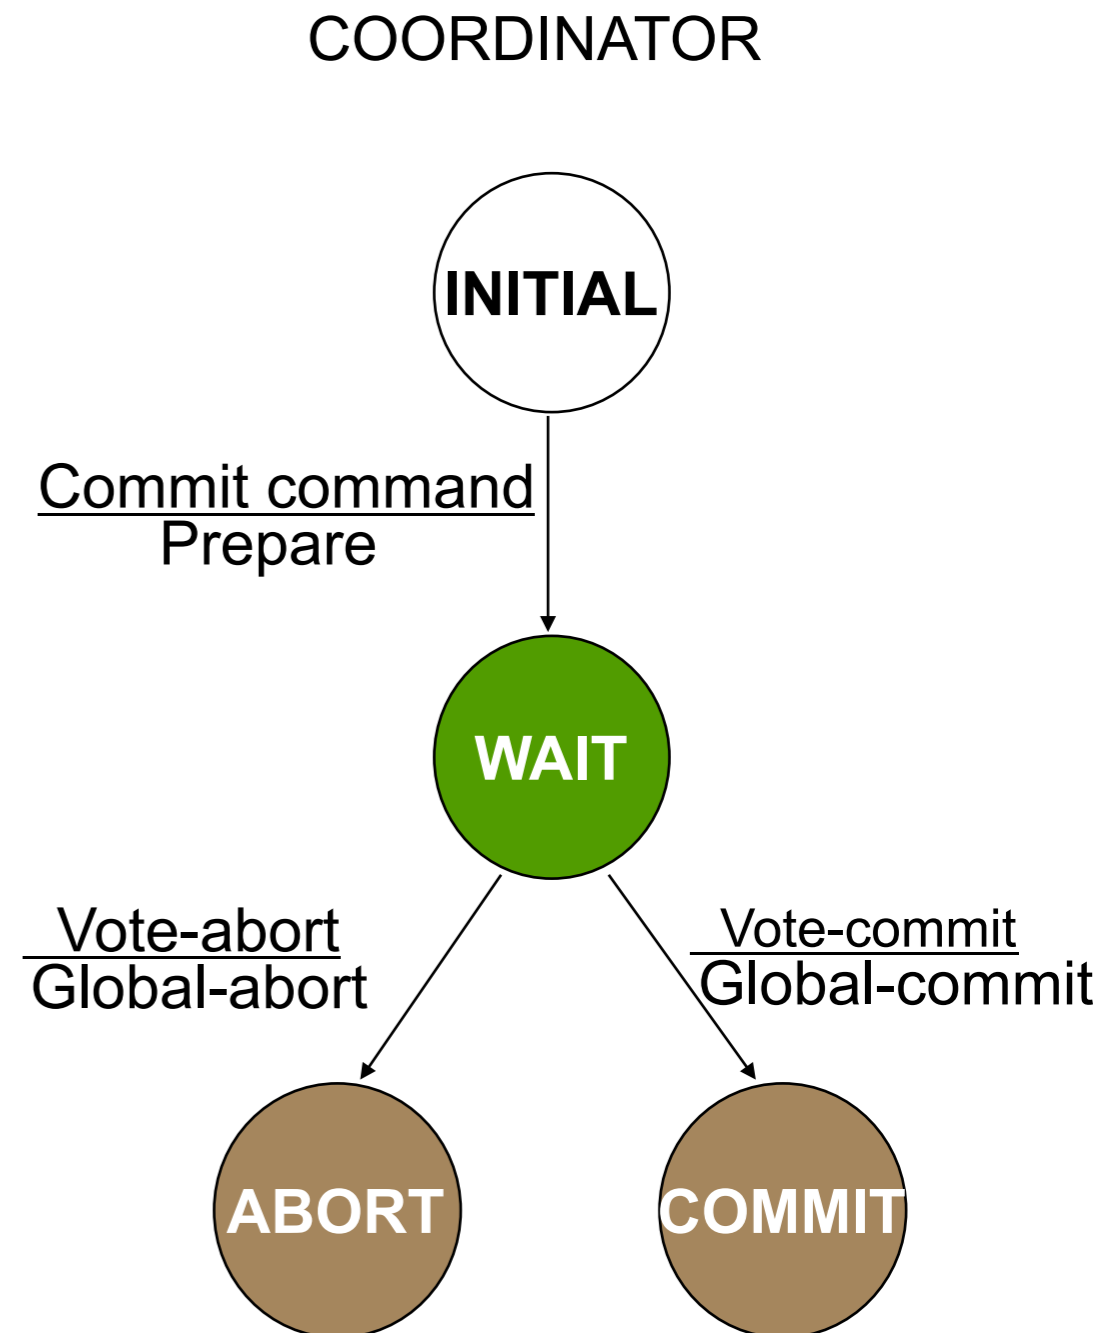 COORDINATOR
INITIAL
Commit command
Prepare
WAIT
Vote-abort
Global-abort
Vote-commit
Global-commit
ABORT
COMMIT